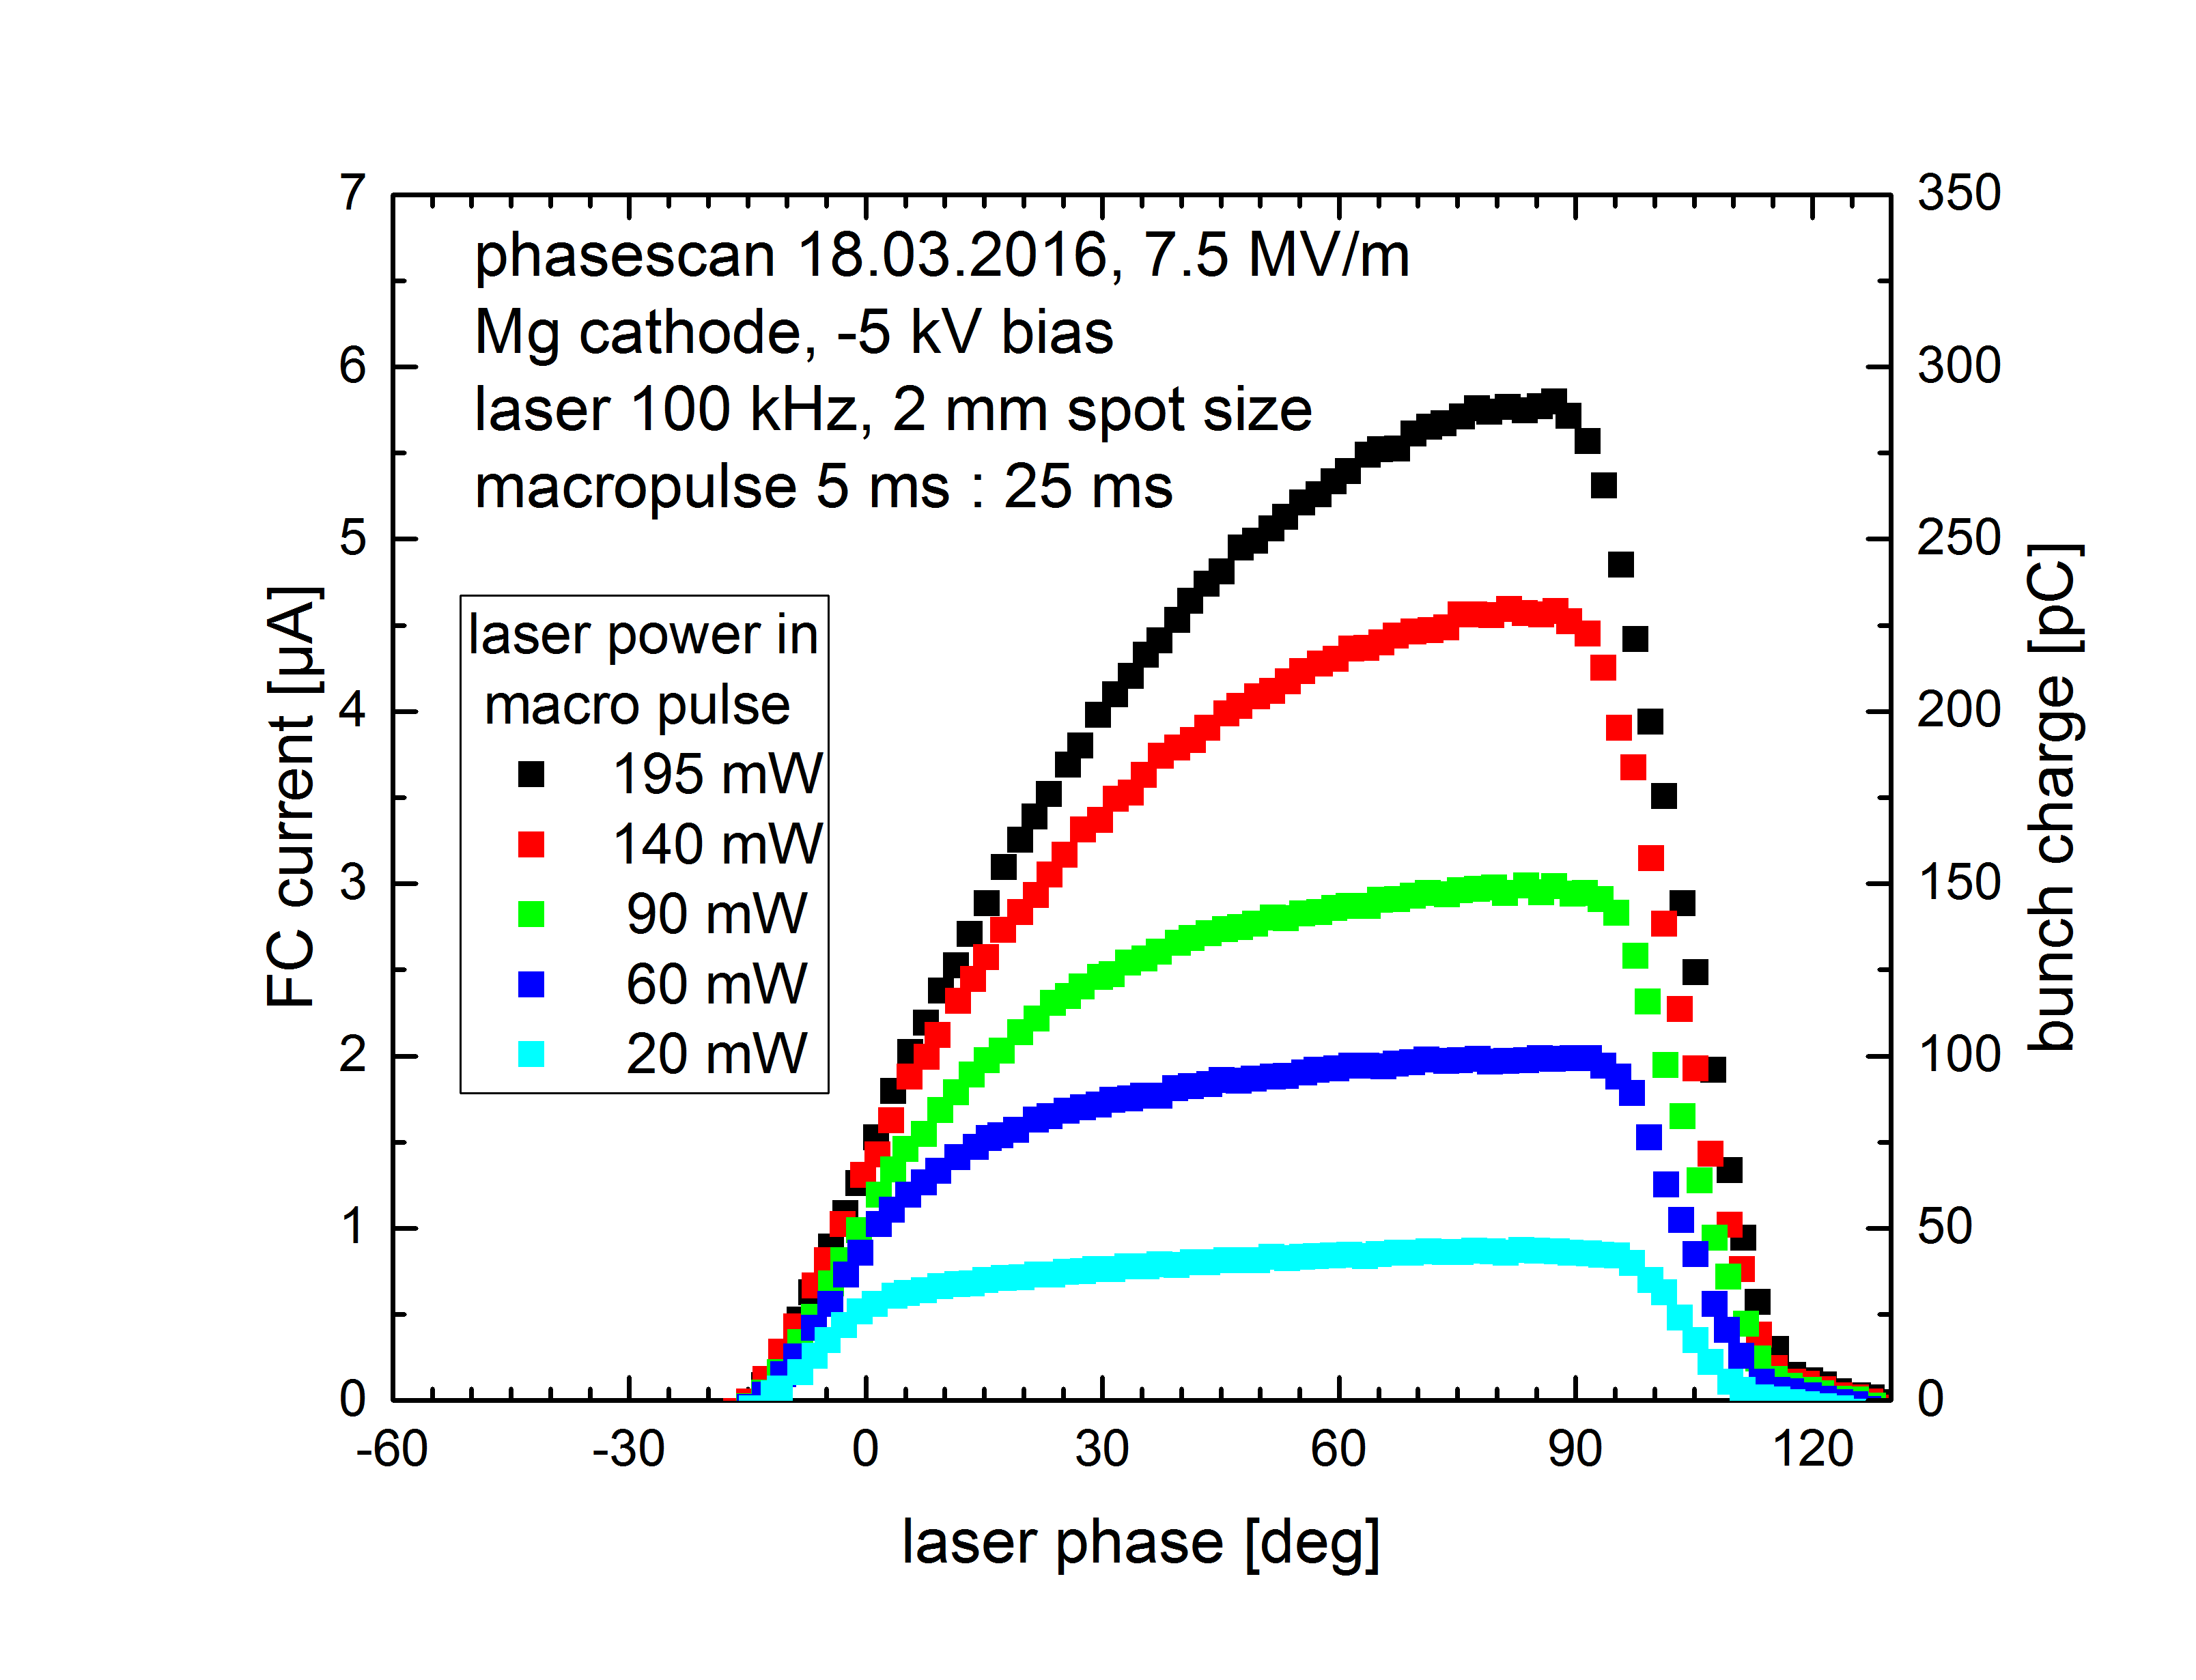 phasescan 18.03.2016, 7.5 MV/m
Mg cathode, -5 kV bias
laser 100 kHz, 2 mm spot size
macropulse 5 ms : 25 ms
laser power in
macro pulse
195 mW
140 mW
90 mW
60 mW
20 mW
FC current [µA]
7
6
5
4
3
2
1
0
350
300
250
200
150
100
50
0
bunch charge [pC]
-60
-30
0
30
60
90
120
laser phase [deg]